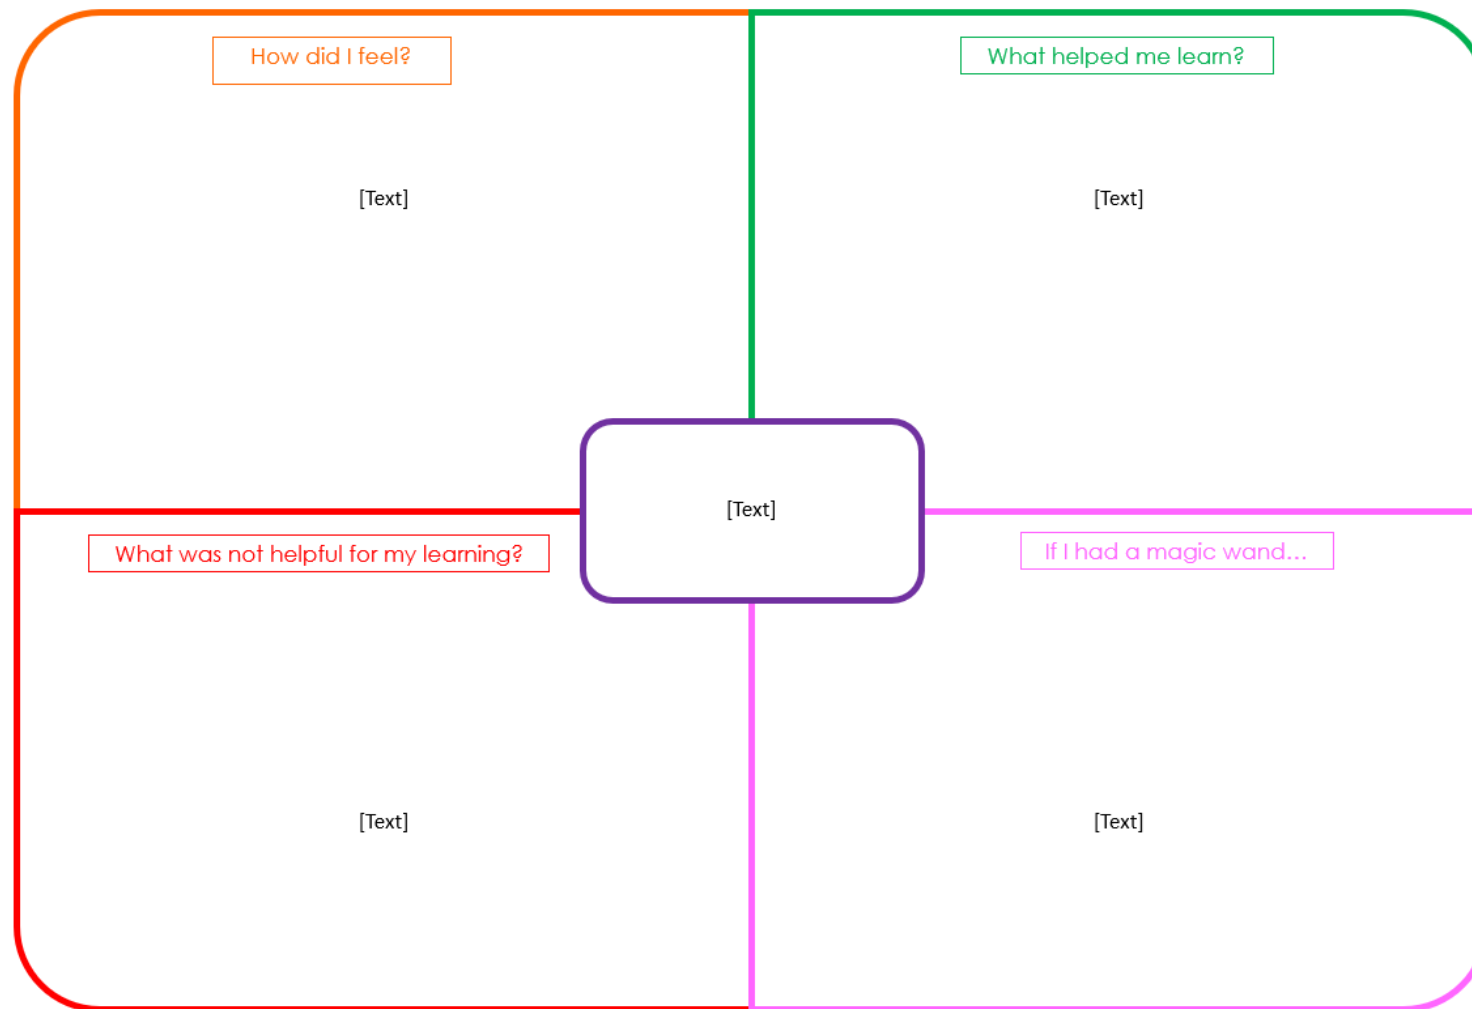 How did I feel?
What helped me learn?
[Text]
[Text]
[Text]
What was not helpful for my learning?
If I had a magic wand...
[Text]
[Text]